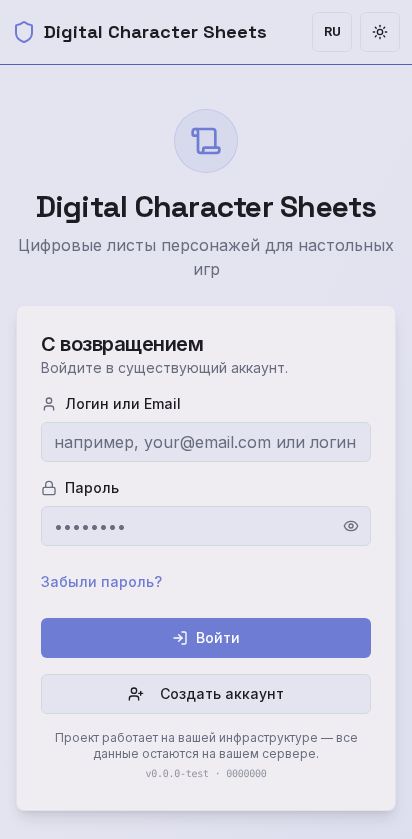 Digital Character Sheets
RU
Digital Character Sheets
Цифровые листы персонажей для настольных
игр
С возвращением
Войдите в существующий аккаунт.
Логин или Email
например, your@email.com или логин
Пароль
••••••••
Забыли пароль?
Войти
Создать аккаунт
Проект работает на вашей инфраструктуре — все
данные остаются на вашем сервере.
v0.0.0-test · 0000000